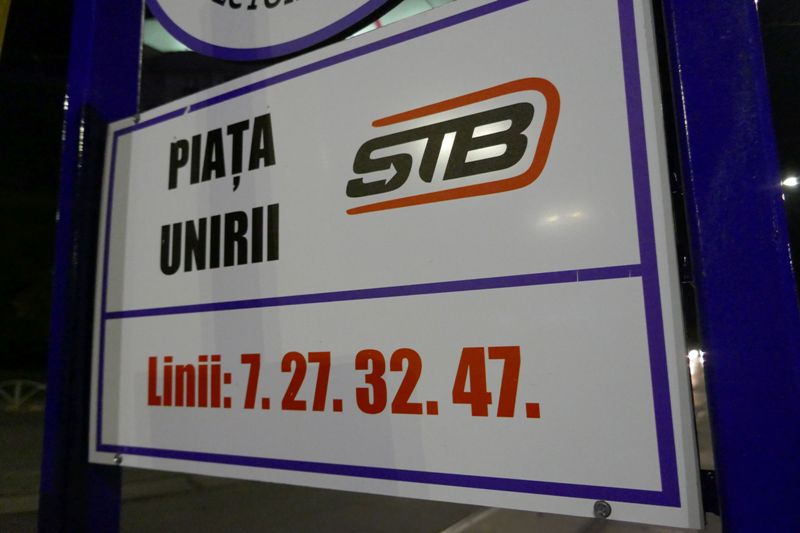 PIAȚA
UNIRII
STB
Linii: 7. 27. 32. 47.